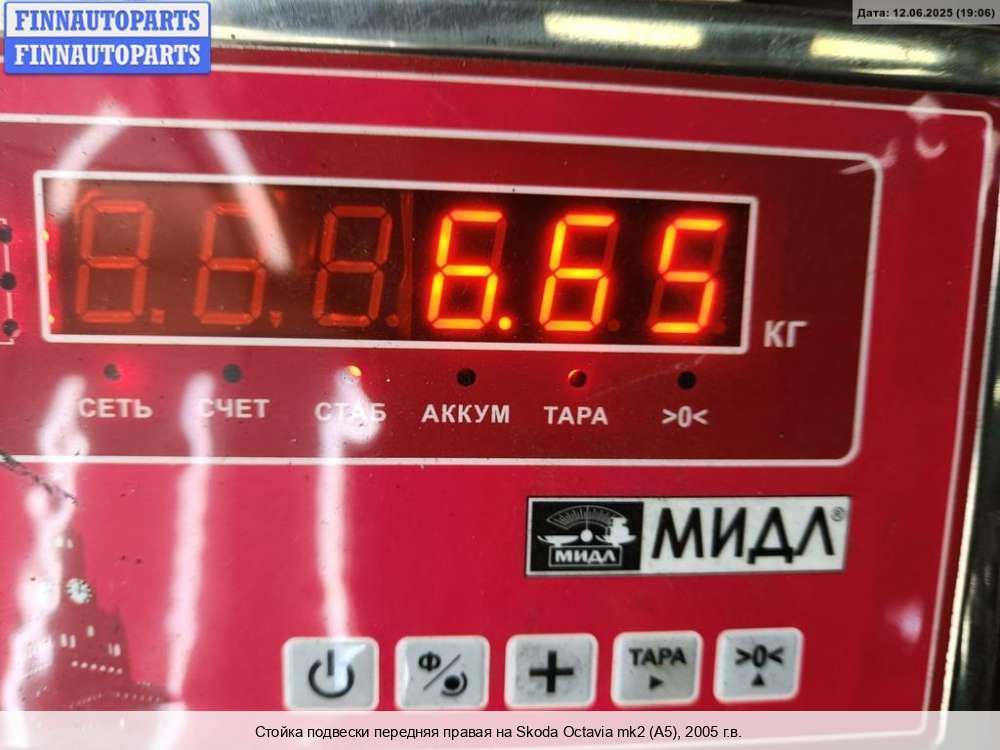 FINNAUTOPARTS
FINNAUTOPARTS
Дата: 12.06.2025 (19:06)
6.65
КГ
СЕТЬ СЧЕТ СТАБ АККУМ ТАРА >0<
МИДЛ МИДЛ®
Ф ТАРА >0<
Стойка подвески передняя правая на Skoda Octavia mk2 (A5), 2005 г.в.